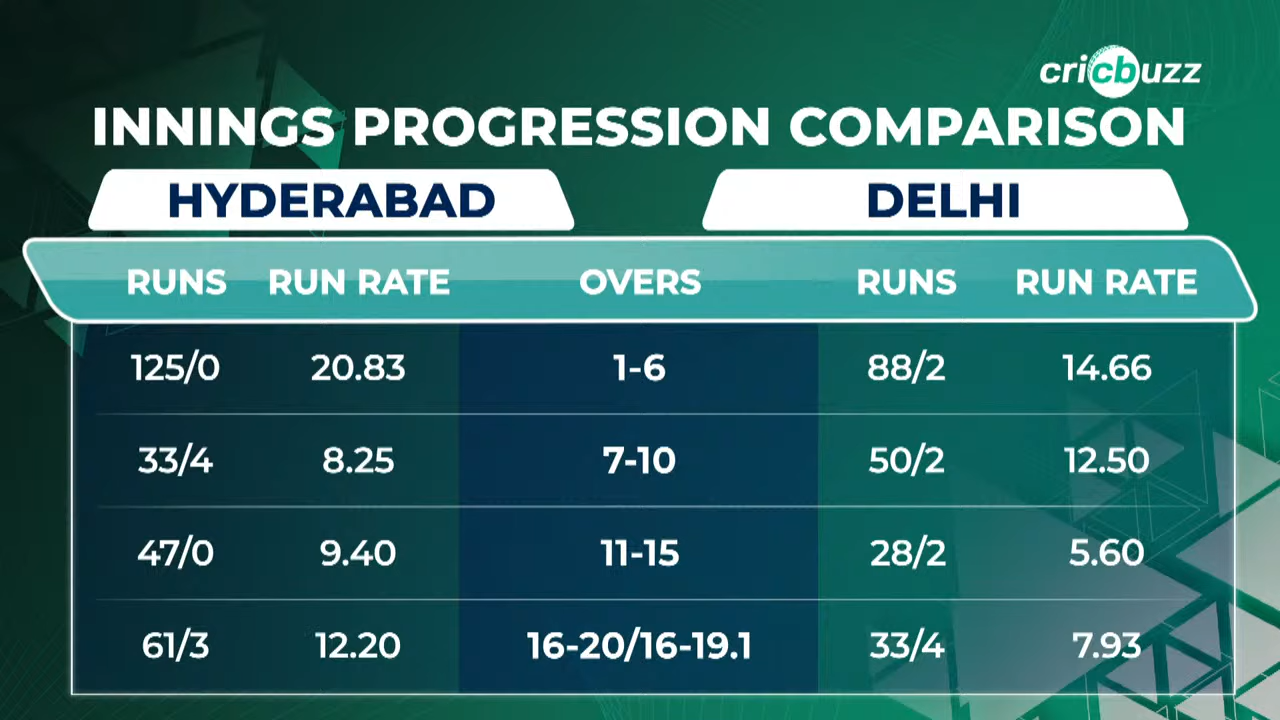 cricbuzz
INNINGS PROGRESSION COMPARISON
HYDERABAD DELHI
RUNS RUN RATE OVERS RUNS RUN RATE
125/0 20.83 1-6 88/2 14.66
33/4 8.25 7-10 50/2 12.50
47/0 9.40 11-15 28/2 5.60
61/3 12.20 16-20/16-19.1 33/4 7.93